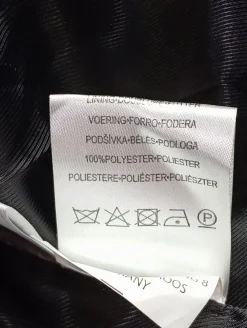 VOERING•FORRO•FODERA
PODŠÍVKA•BÉLÉS•PODLOGA
100%POLYESTER•POLIESTER
POLIESTERE•POLIÉSTER•POLIÉSZTER
P